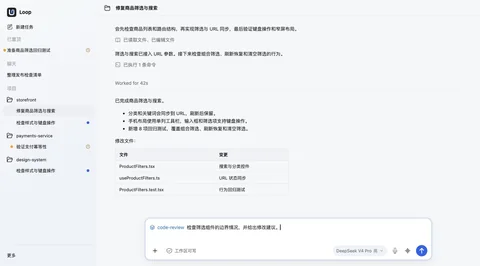 Loop
新建任务
已置顶
准备商品筛选回归测试
聊天
整理发布检查清单
项目
storefront
修复商品筛选与搜索
检查样式与键盘操作
payments-service
验证支付幂等性
design-system
检查样式与键盘操作
更多
修复商品筛选与搜索
会先检查商品列表和路由结构，再实现筛选与 URL 同步，最后验证键盘操作和窄屏布局。
已读取文件，已编辑文件
筛选与搜索已接入 URL 参数。接下来检查组合筛选、刷新恢复和清空筛选的行为。
已执行 1 条命令
Worked for 42s
已完成商品筛选与搜索。
• 分类和关键词会同步到 URL，刷新后保留。
• 手机布局使用单列工具栏，输入框和筛选项支持键盘操作。
• 新增 8 项回归测试，覆盖组合筛选、刷新恢复和清空筛选。
修改文件：
文件 变更
ProductFilters.tsx 搜索与分类控件
useProductFilters.ts URL 状态同步
ProductFilters.test.tsx 行为回归测试
code-review 检查筛选组件的边界情况，并给出修改建议。
工作区可写
DeepSeek V4 Pro 高